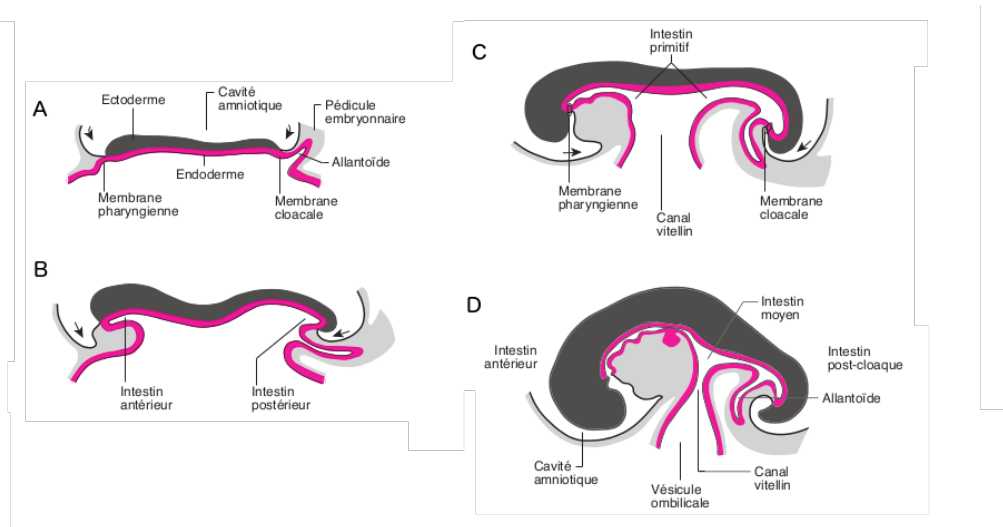 A
Ectoderme
Cavité
amniotique
Pédicule
embryonnaire
Allantoïde
Endoderme
Membrane
pharyngienne
Membrane
cloacale
B
Intestin
antérieur
Intestin
postérieur
C
Intestin
primitif
Membrane
pharyngienne
Canal
vitellin
Membrane
cloacale
D
Intestin
moyen
Intestin
antérieur
Intestin
post-cloaque
Allantoïde
Cavité
amniotique
Vésicule
ombilicale
Canal
vitellin